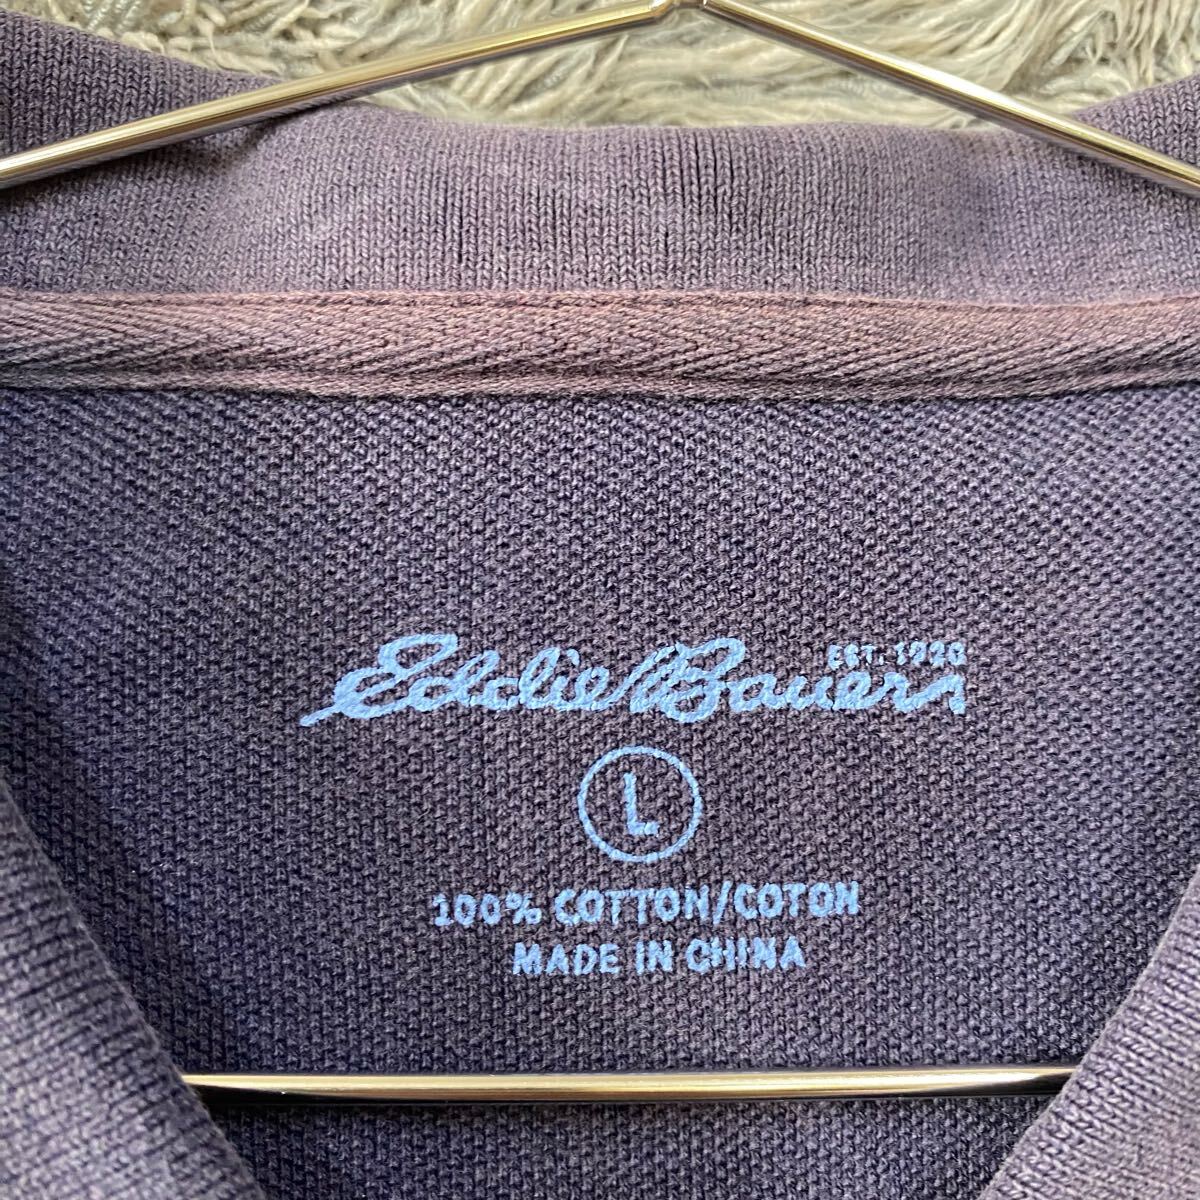 EST. 1920
Eddie Bauer
L
100% COTTON/COTON
MADE IN CHINA